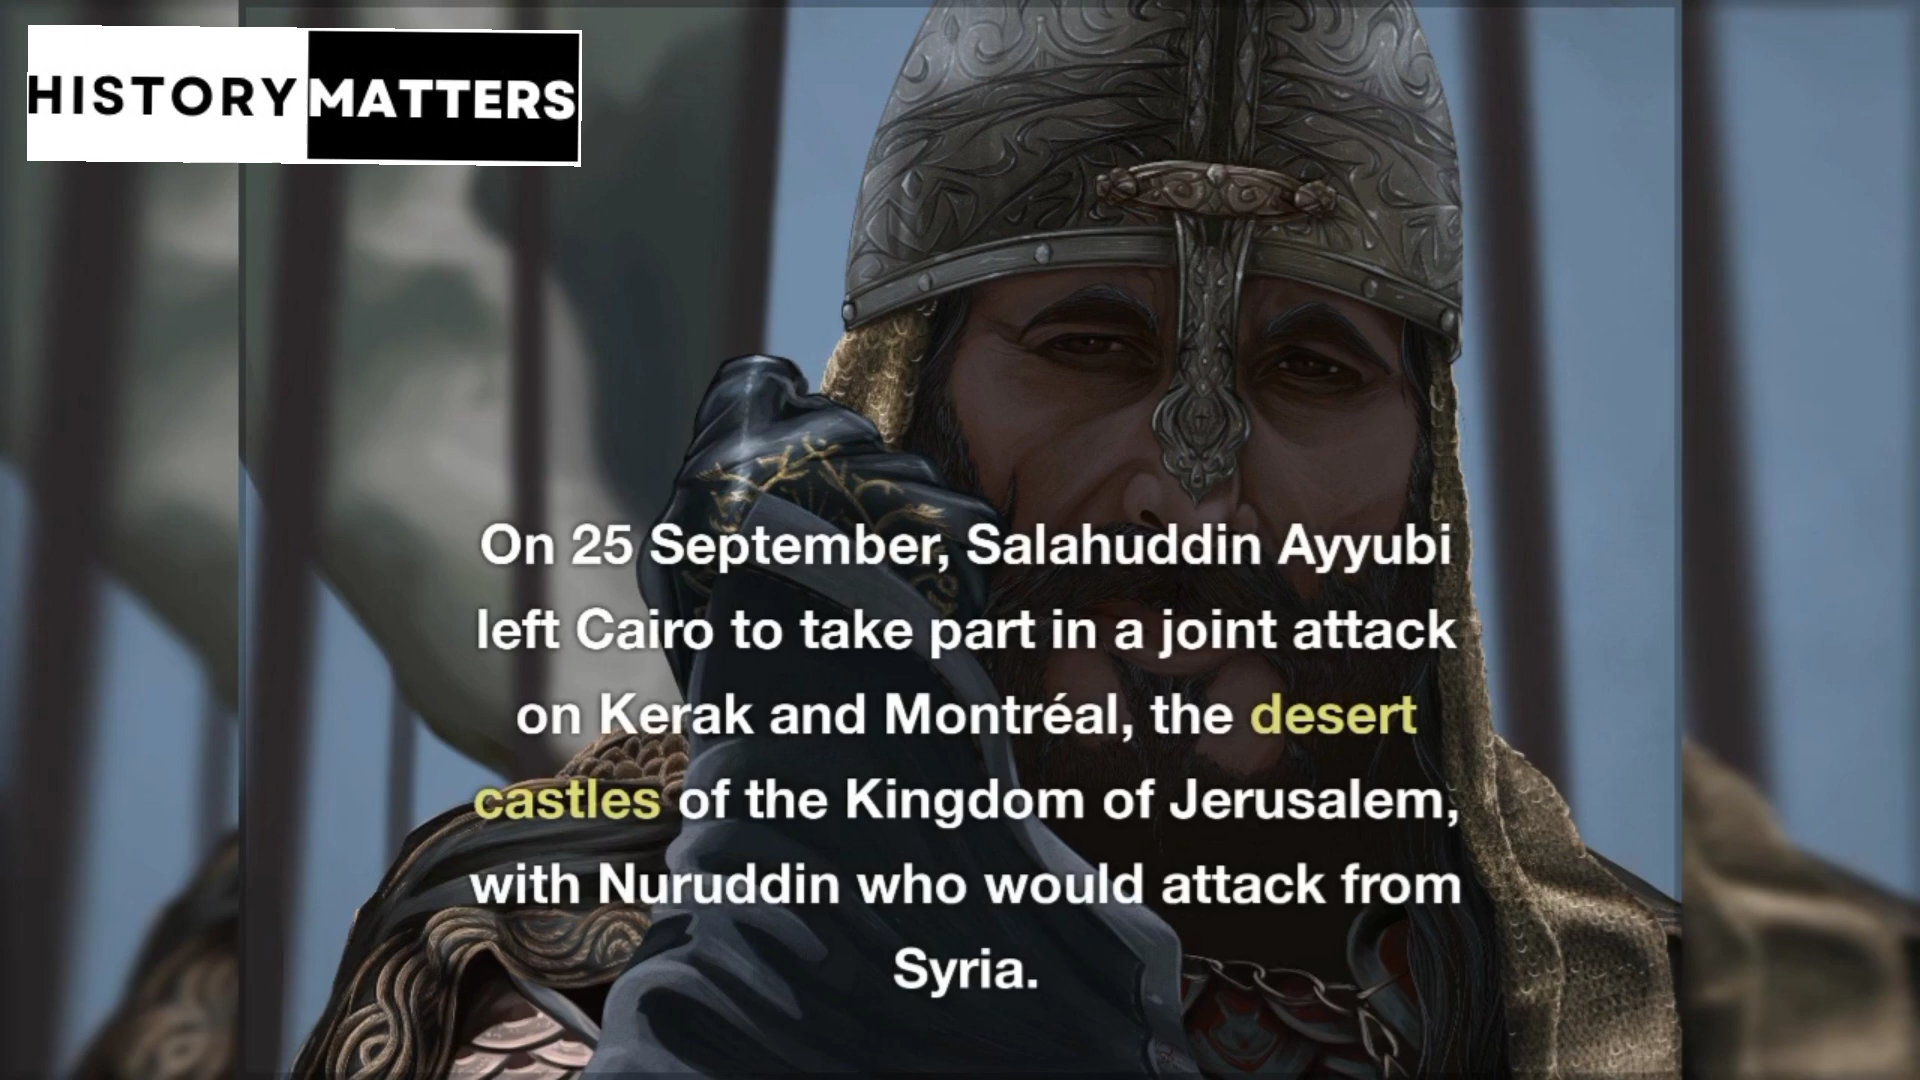 HISTORY MATTERS
On 25 September, Salahuddin Ayyubi
left Cairo to take part in a joint attack
on Kerak and Montréal, the desert
castles of the Kingdom of Jerusalem,
with Nuruddin who would attack from
Syria.